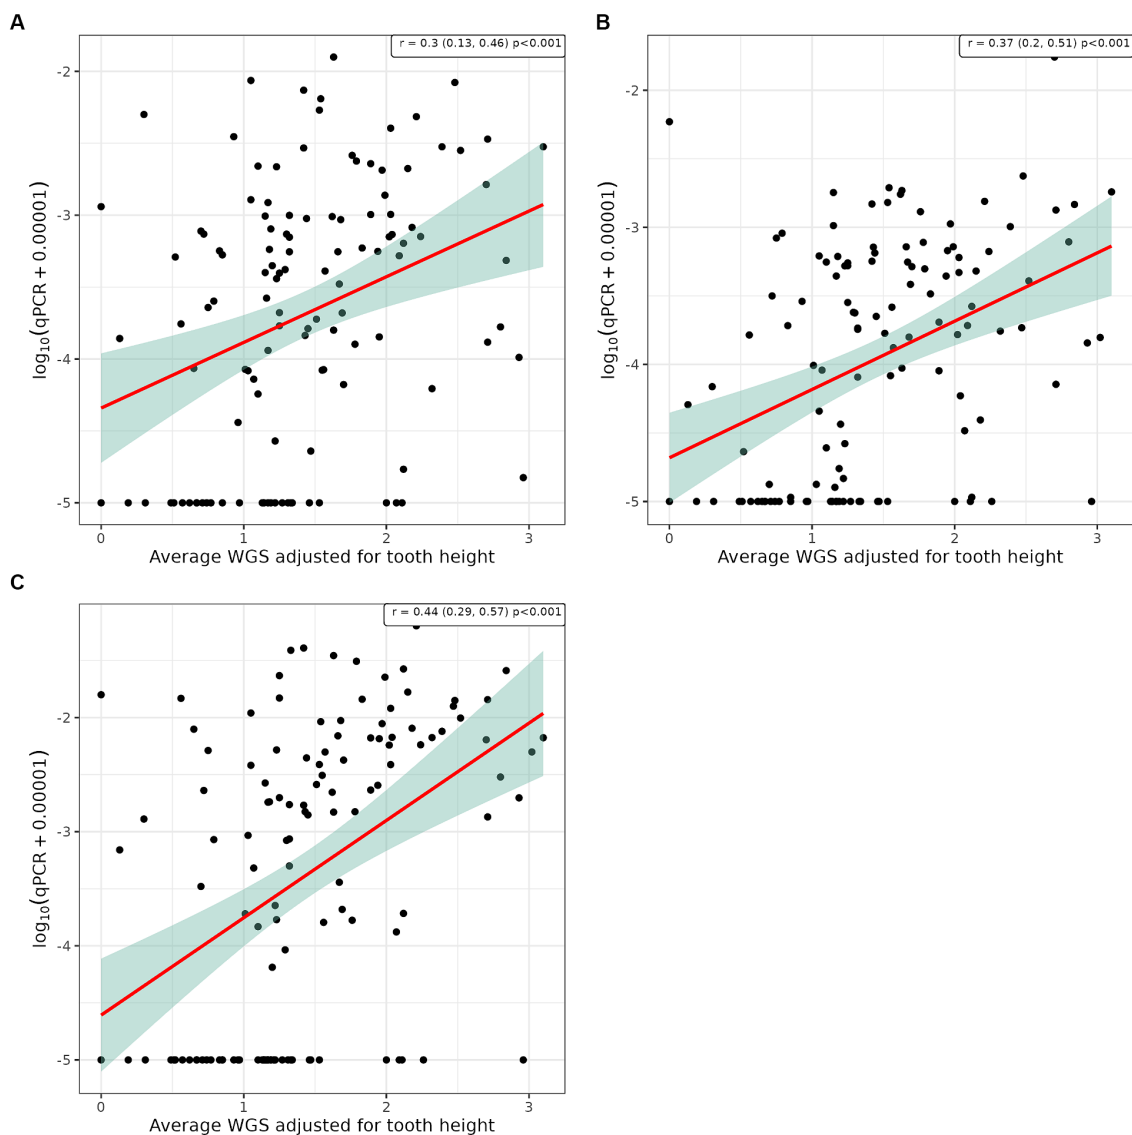 A
r = 0.3 (0.13, 0.46) p<0.001
-2
-3
-4
-5
log10(qPCR + 0.00001)
0 1 2 3
Average WGS adjusted for tooth height
B
r = 0.37 (0.2, 0.51) p<0.001
-2
-3
-4
-5
log10(qPCR + 0.00001)
0 1 2 3
Average WGS adjusted for tooth height
C
r = 0.44 (0.29, 0.57) p<0.001
-2
-3
-4
-5
log10(qPCR + 0.00001)
0 1 2 3
Average WGS adjusted for tooth height